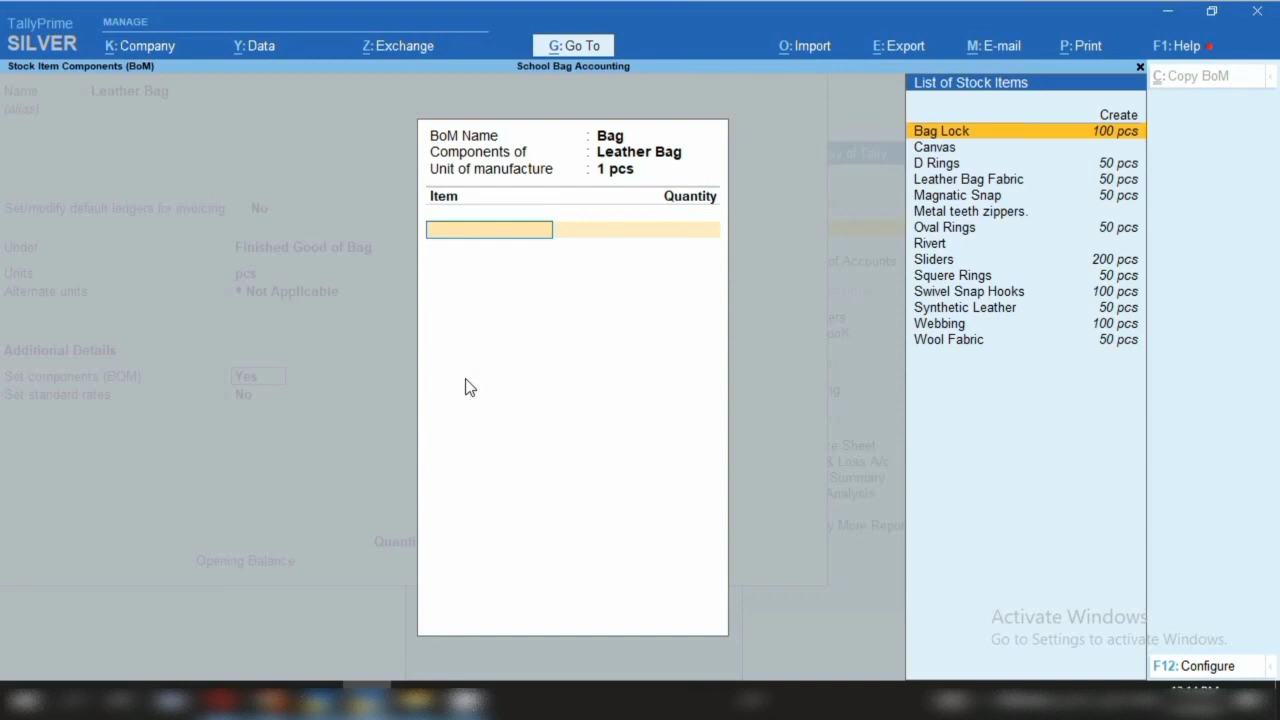 TallyPrime
MANAGE
SILVER
K: Company
Y: Data
Z: Exchange
G: Go To
O: Import
E: Export
M: E-mail
P: Print
F1: Help
Stock Item Components (BoM)
School Bag Accounting
Name : Leather Bag
(alias)
Set/modify default ledgers for invoicing : No
Under : Finished Good of Bag
Units : pcs
Alternate units : Not Applicable
Additional Details
Set components (BOM) : Yes
Set standard rates : No
Opening Balance
BoM Name : Bag
Components of : Leather Bag
Unit of manufacture : 1 pcs
Item Quantity
of Accounts
& Loss A/c
Summary
Analysis
List of Stock Items
Create
Bag Lock 100 pcs
Canvas
D Rings 50 pcs
Leather Bag Fabric 50 pcs
Magnatic Snap 50 pcs
Metal teeth zippers.
Oval Rings 50 pcs
Rivert
Sliders 200 pcs
Squere Rings 50 pcs
Swivel Snap Hooks 100 pcs
Synthetic Leather 50 pcs
Webbing 100 pcs
Wool Fabric 50 pcs
C: Copy BoM
Activate Windows
Go to Settings to activate Windows.
F12: Configure